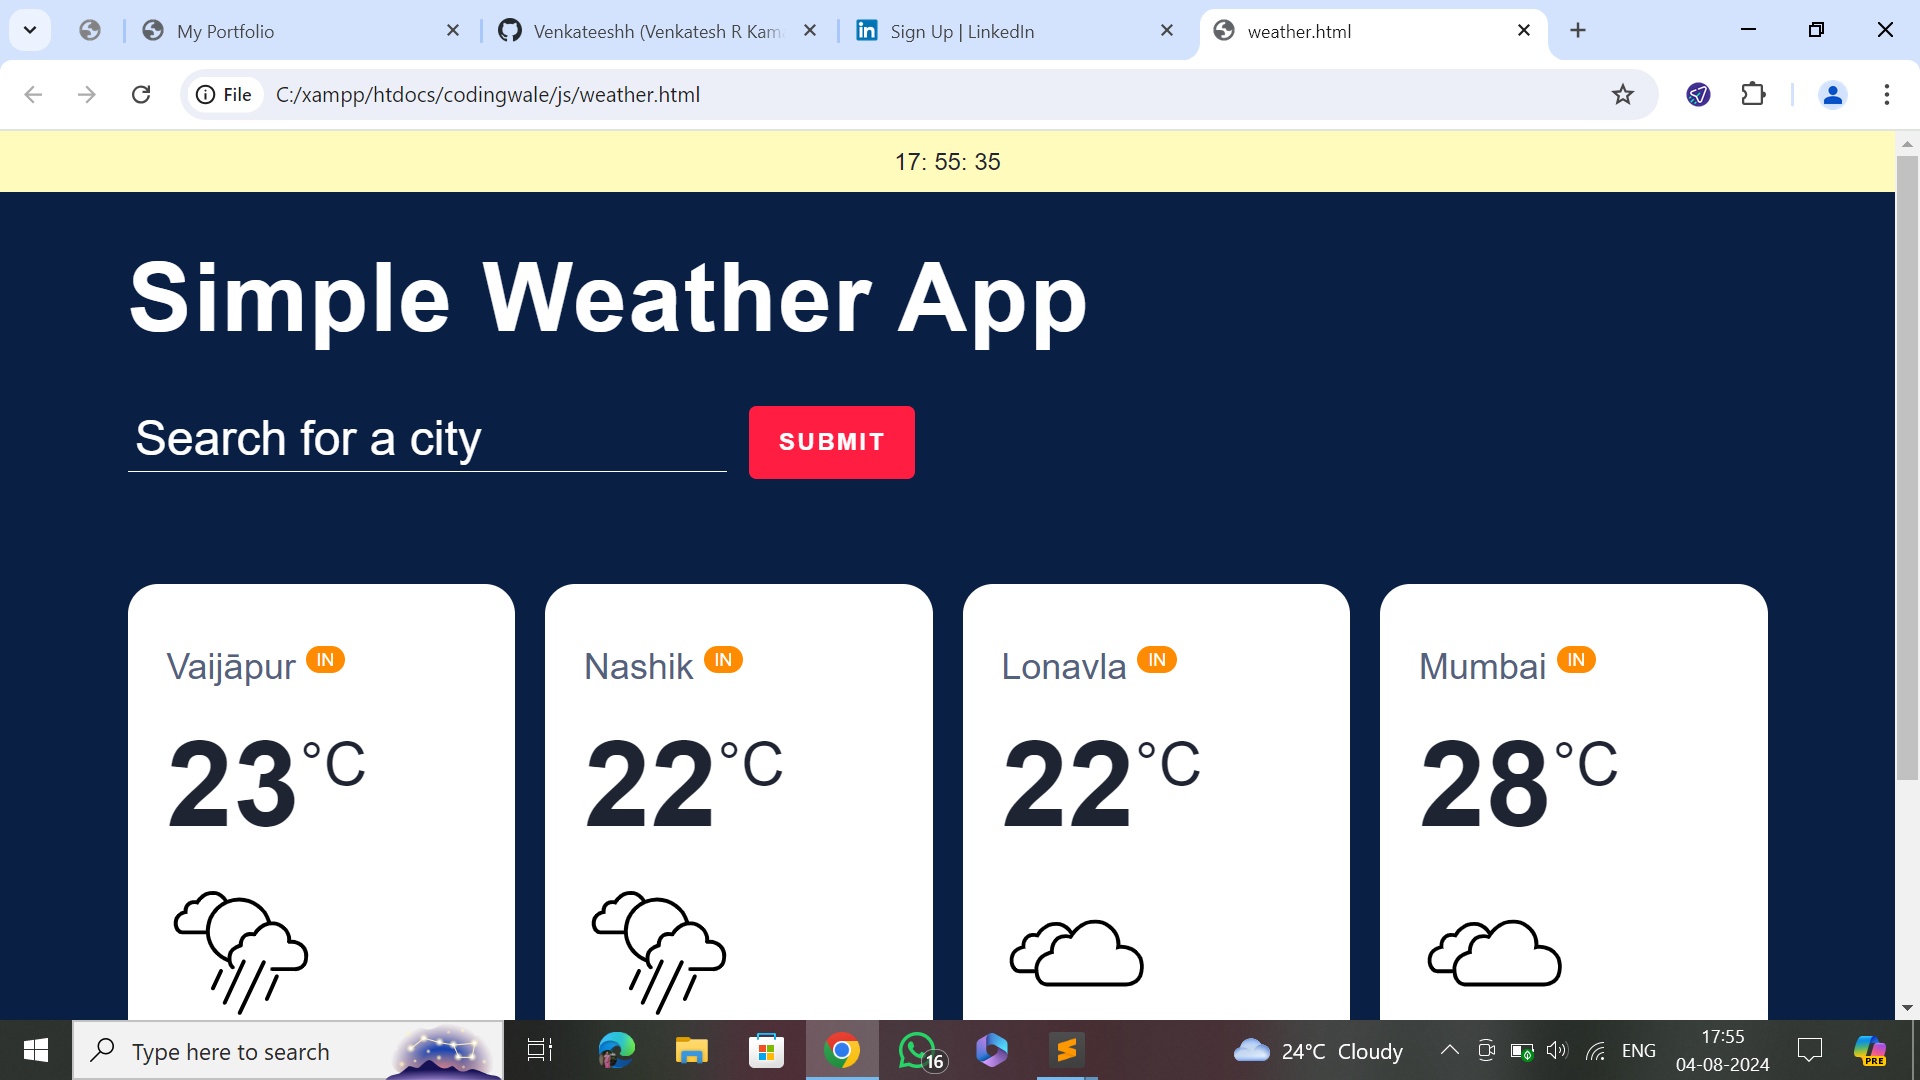 My Portfolio
Venkateeshh (Venkatesh R Kam
Sign Up | LinkedIn
weather.html
File
C:/xampp/htdocs/codingwale/js/weather.html
17: 55: 35
Simple Weather App
Search for a city
SUBMIT
Vaijāpur IN
Nashik IN
Lonavla IN
Mumbai IN
23°C
22°C
22°C
28°C
Type here to search
16
24°C Cloudy
ENG
17:55
04-08-2024
PRE